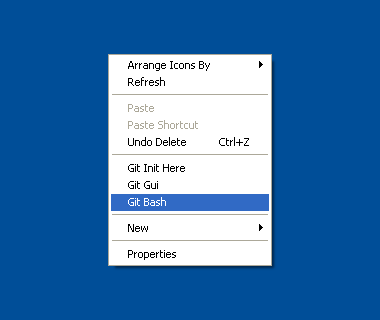 Arrange Icons By
Refresh
Paste
Paste Shortcut
Undo Delete Ctrl+Z
Git Init Here
Git Gui
Git Bash
New
Properties